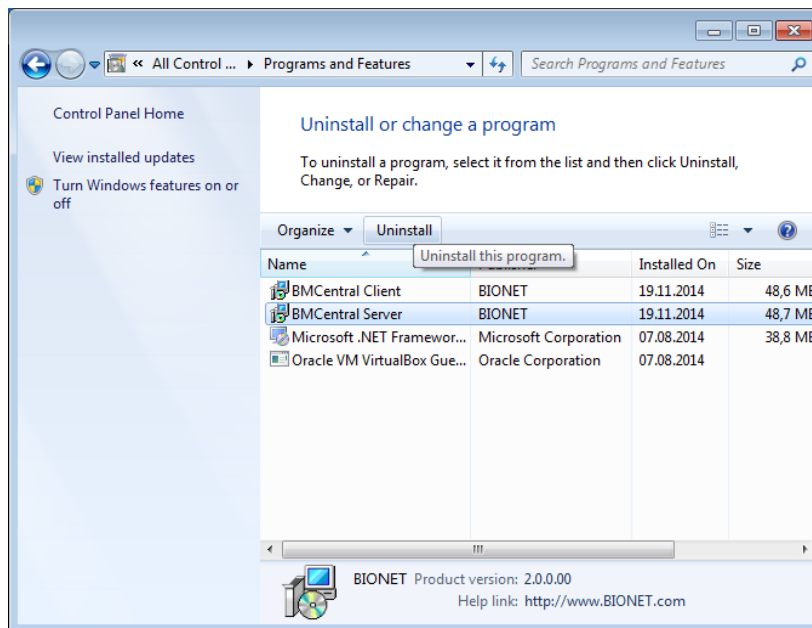 « All Control ... Programs and Features
Search Programs and Features
Control Panel Home
View installed updates
Turn Windows features on or
off
Uninstall or change a program
To uninstall a program, select it from the list and then click Uninstall,
Change, or Repair.
Organize Uninstall
Uninstall this program.
Name Installed On Size
BMCentral Client BIONET 19.11.2014 48,6 MB
BMCentral Server BIONET 19.11.2014 48,7 MB
Microsoft .NET Framewor... Microsoft Corporation 07.08.2014 38,8 MB
Oracle VM VirtualBox Gue... Oracle Corporation 07.08.2014
BIONET Product version: 2.0.0.00
Help link: http://www.BIONET.com